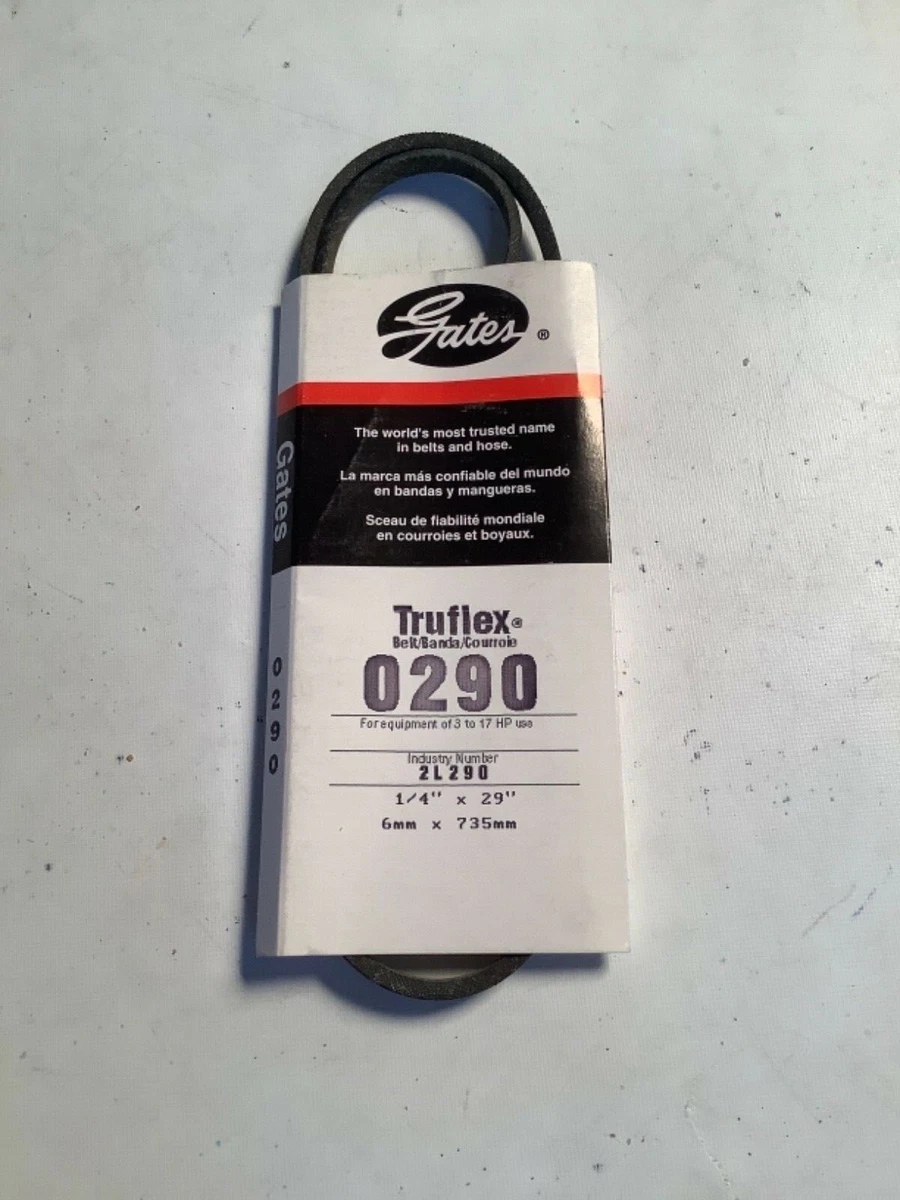 Gates ®
The world's most trusted name
in belts and hose.
La marca más confiable del mundo
en bandas y mangueras.
Sceau de fiabilité mondiale
en courroies et boyaux.
Gates
0290
Truflex®
Belt/Banda/Courroie
0290
For equipment of 3 to 17 HP use
Industry Number
2L290
1/4" x 29"
6mm x 735mm